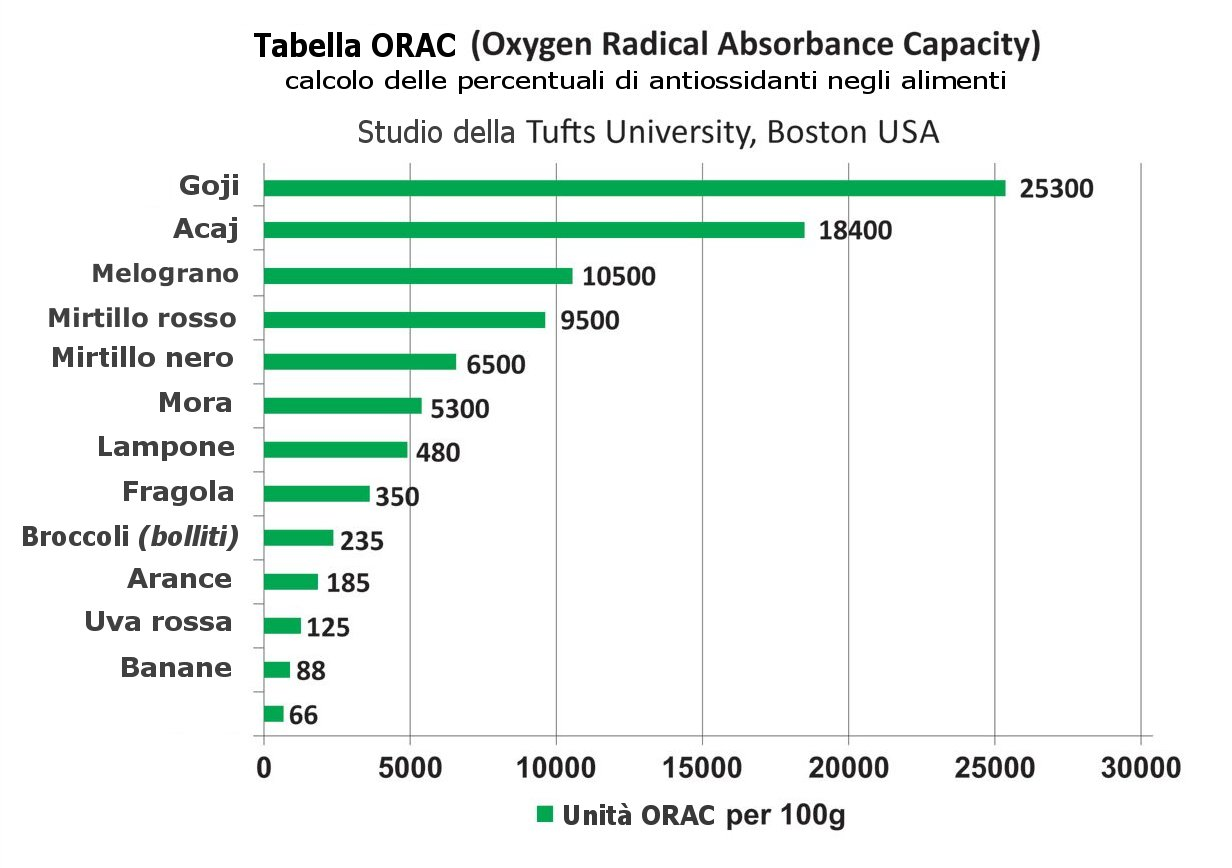 Tabella ORAC (Oxygen Radical Absorbance Capacity)
calcolo delle percentuali di antiossidanti negli alimenti
Studio della Tufts University, Boston USA
Goji 25300
Acaj 18400
Melograno 10500
Mirtillo rosso 9500
Mirtillo nero 6500
Mora 5300
Lampone 480
Fragola 350
Broccoli (bolliti) 235
Arance 185
Uva rossa 125
Banane 88
66
0 5000 10000 15000 20000 25000 30000
Unità ORAC per 100g